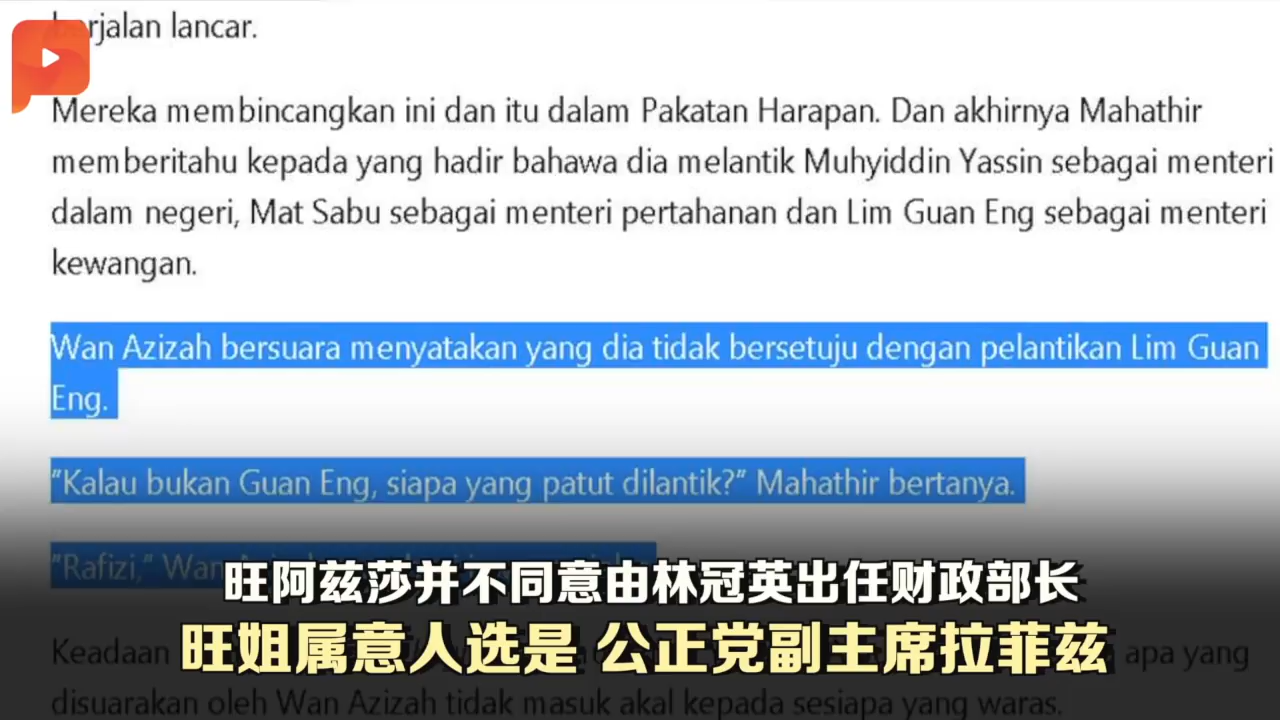 berjalan lancar.
Mereka membincangkan ini dan itu dalam Pakatan Harapan. Dan akhirnya Mahathir
memberitahu kepada yang hadir bahawa dia melantik Muhyiddin Yassin sebagai menteri
dalam negeri, Mat Sabu sebagai menteri pertahanan dan Lim Guan Eng sebagai menteri
kewangan.
Wan Azizah bersuara menyatakan yang dia tidak bersetuju dengan pelantikan Lim Guan
Eng.
“Kalau bukan Guan Eng, siapa yang patut dilantik?” Mahathir bertanya.
“Rafizi,” Wan
旺阿兹莎并不同意由林冠英出任财政部长
旺姐属意人选是 公正党副主席拉菲兹
Keadaan apa yang
disuarakan oleh Wan Azizah tidak masuk akal kepada sesiapa yang waras.